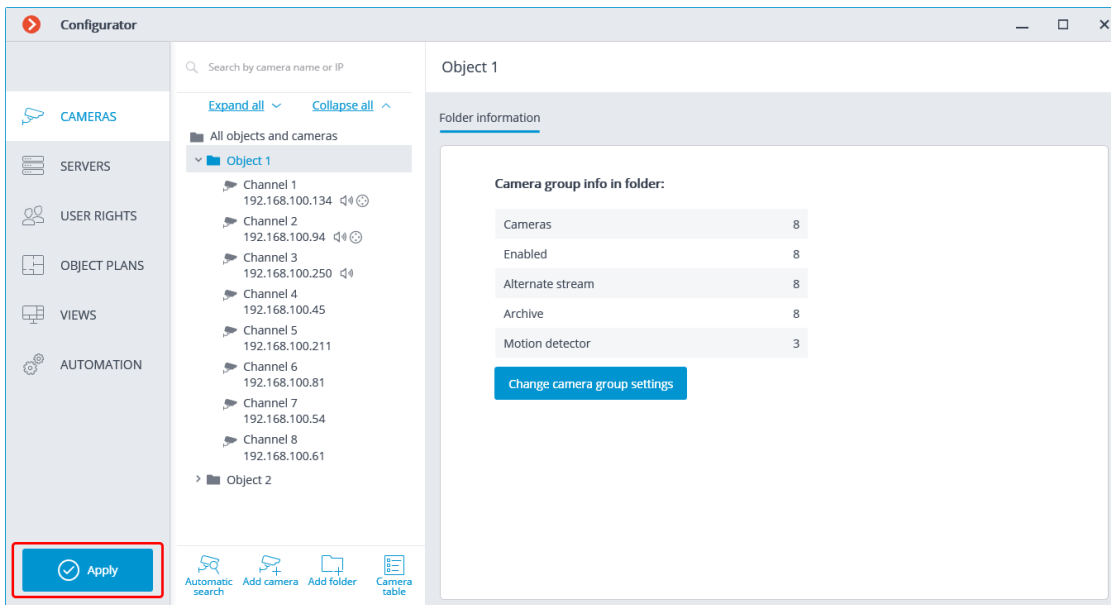 Configurator
Search by camera name or IP
Object 1
Expand all
Collapse all
Folder information
CAMERAS
SERVERS
USER RIGHTS
OBJECT PLANS
VIEWS
AUTOMATION
All objects and cameras
Object 1
Channel 1
192.168.100.134
Channel 2
192.168.100.94
Channel 3
192.168.100.250
Channel 4
192.168.100.45
Channel 5
192.168.100.211
Channel 6
192.168.100.81
Channel 7
192.168.100.54
Channel 8
192.168.100.61
Object 2
Camera group info in folder:
Cameras 8
Enabled 8
Alternate stream 8
Archive 8
Motion detector 3
Change camera group settings
Apply
Automatic
search
Add camera
Add folder
Camera
table